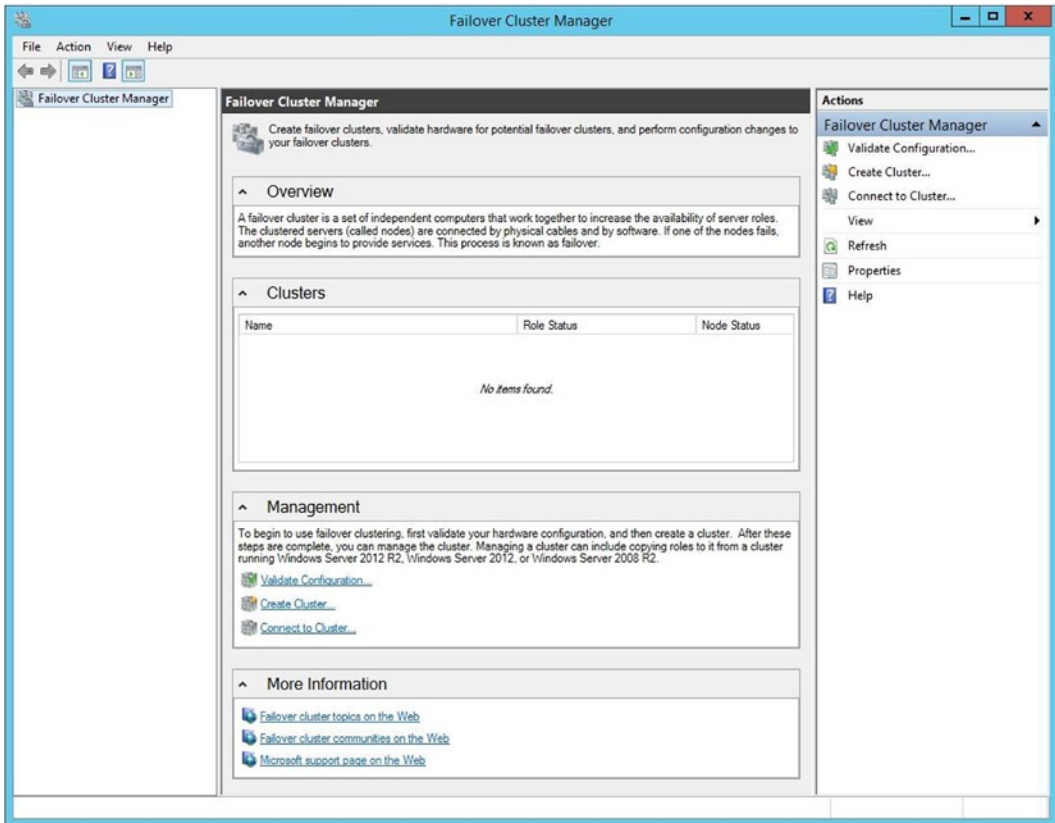 Failover Cluster Manager
File Action View Help
Failover Cluster Manager
Failover Cluster Manager
Create failover clusters, validate hardware for potential failover clusters, and perform configuration changes to
your failover clusters.
Overview
A failover cluster is a set of independent computers that work together to increase the availability of server roles.
The clustered servers (called nodes) are connected by physical cables and by software. If one of the nodes fails,
another node begins to provide services. This process is known as failover.
Clusters
Name Role Status Node Status
No items found.
Management
To begin to use failover clustering, first validate your hardware configuration, and then create a cluster. After these
steps are complete, you can manage the cluster. Managing a cluster can include copying roles to it from a cluster
running Windows Server 2012 R2, Windows Server 2012, or Windows Server 2008 R2.
Validate Configuration...
Create Cluster...
Connect to Cluster...
More Information
Failover cluster topics on the Web
Failover cluster communities on the Web
Microsoft support page on the Web
Actions
Failover Cluster Manager
Validate Configuration...
Create Cluster...
Connect to Cluster...
View
Refresh
Properties
Help